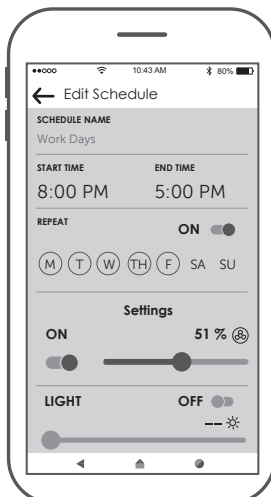 10:43 AM 80%
Edit Schedule
SCHEDULE NAME
Work Days
START TIME END TIME
8:00 PM 5:00 PM
REPEAT ON
M T W TH F SA SU
Settings
ON 51 %
LIGHT OFF
--